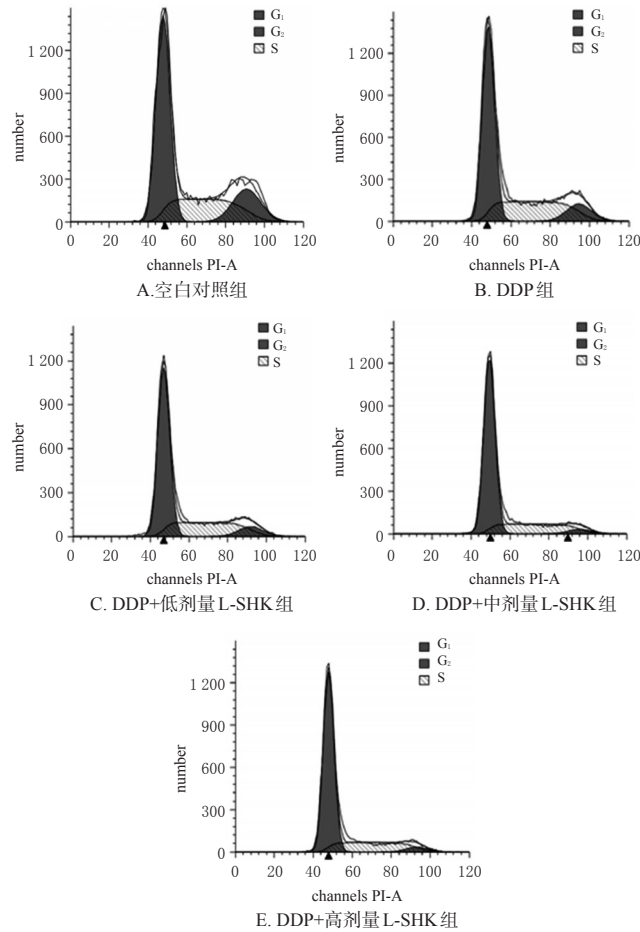 1 500
1 200
900
600
300
0
number
G₁
G₂
S
0 20 40 60 80 100 120
channels PI-A
A.空白对照组
1 500
1 200
900
600
300
0
number
G₁
G₂
S
0 20 40 60 80 100 120
channels PI-A
B. DDP组
1 200
900
600
300
0
number
G₁
G₂
S
0 20 40 60 80 100 120
channels PI-A
C. DDP+低剂量L-SHK组
1 200
900
600
300
0
number
G₁
G₂
S
0 20 40 60 80 100 120
channels PI-A
D. DDP+中剂量L-SHK组
1 200
900
600
300
0
number
G₁
G₂
S
0 20 40 60 80 100 120
channels PI-A
E. DDP+高剂量L-SHK组